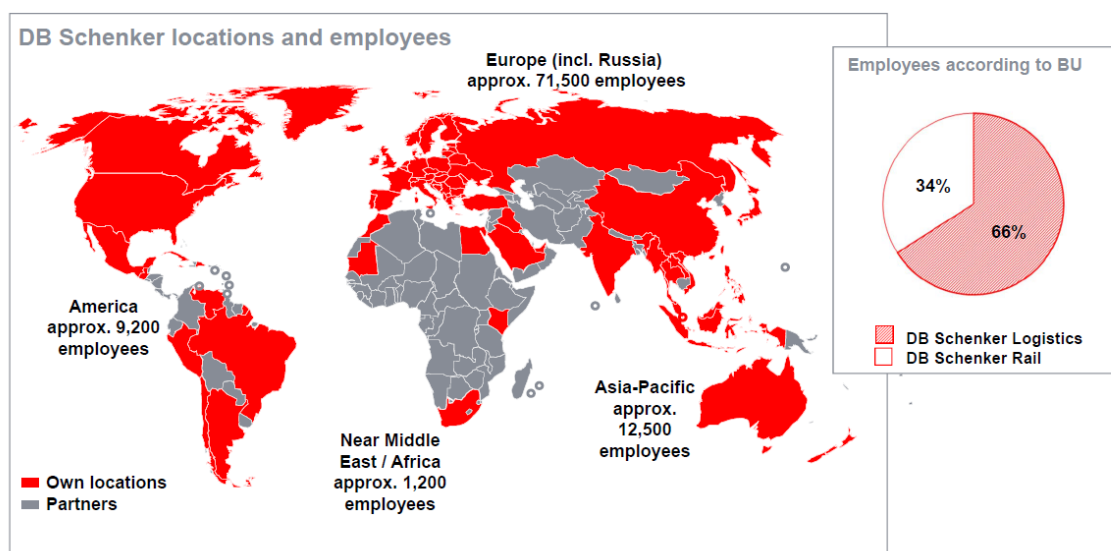 DB Schenker locations and employees
Europe (incl. Russia)
approx. 71,500 employees
America
approx. 9,200
employees
Near Middle
East / Africa
approx. 1,200
employees
Asia-Pacific
approx.
12,500
employees
Own locations
Partners
Employees according to BU
34%
66%
DB Schenker Logistics
DB Schenker Rail